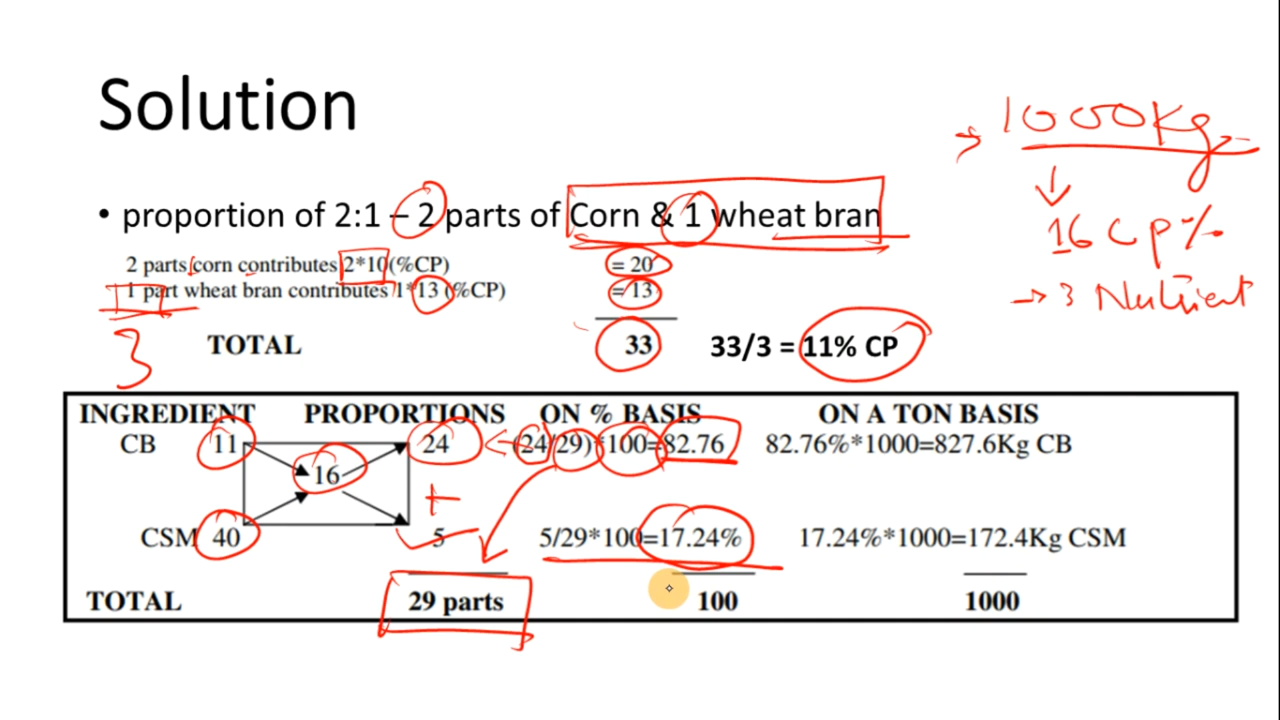 Solution
→ 1000Kg
• proportion of 2:1 – 2 parts of Corn & 1 wheat bran
16 CP%
2 parts corn contributes 2*10(%CP) = 20
1 part wheat bran contributes 1*13 (%CP) = 13
→ 3 Nutrient
3
TOTAL 33 33/3 = 11% CP
INGREDIENT PROPORTIONS ON % BASIS ON A TON BASIS
CB 11 24 (24/29)*100=82.76 82.76%*1000=827.6Kg CB
16
+
CSM 40 5 5/29*100=17.24% 17.24%*1000=172.4Kg CSM
TOTAL 29 parts 100 1000